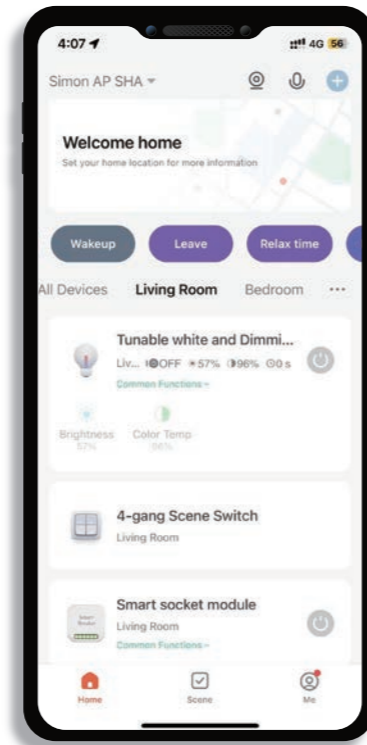 4:07
4G 56
Simon AP SHA
Welcome home
Set your home location for more information
Wakeup Leave Relax time
All Devices Living Room Bedroom ...
Tunable white and Dimmi...
Liv... OFF 57% 96% 0 s
Common Functions
Brightness Color Temp
57% 96%
4-gang Scene Switch
Living Room
Smart socket module
Living Room
Common Functions
Home Scene Me